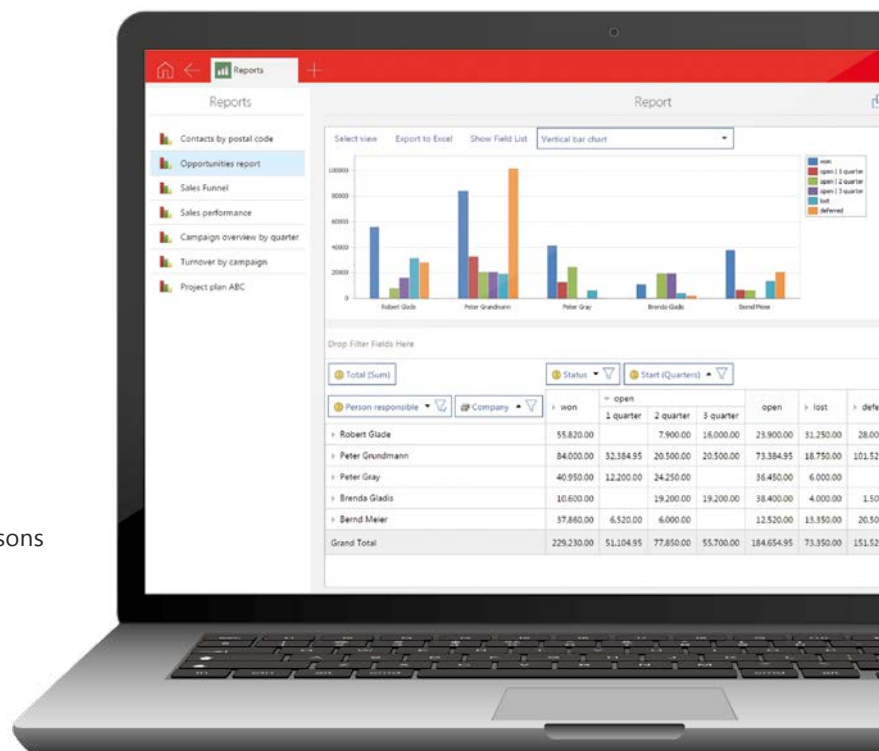 Reports
Reports
Report
Contacts by postal code
Opportunities report
Sales Funnel
Sales performance
Campaign overview by quarter
Turnover by campaign
Project plan ABC
Select view Export to Excel Show Field List Vertical bar chart
100000
80000
60000
40000
20000
0
won
open | 1 quarter
open | 2 quarter
open | 3 quarter
lost
deferred
Robert Glade Peter Grundmann Peter Gray Brenda Gladis Bernd Meier
Drop Filter Fields Here
Total (Sum) Status Start (Quarters)
Person responsible Company won open open lost
1 quarter 2 quarter 3 quarter
Robert Glade 55.820.00 7.900.00 16.000.00 23.900.00 31.250.00 28.00
Peter Grundmann 84.000.00 32.384.95 20.500.00 20.500.00 73.384.95 18.750.00 101.52
Peter Gray 40.950.00 12.200.00 24.250.00 36.450.00 6.000.00
Brenda Gladis 10.600.00 19.200.00 19.200.00 38.400.00 4.000.00 1.50
Bernd Meier 37.860.00 6.520.00 6.000.00 12.520.00 13.350.00 20.50
Grand Total 229.230.00 51.104.95 77.850.00 55.700.00 184.654.95 73.350.00 151.52
sons